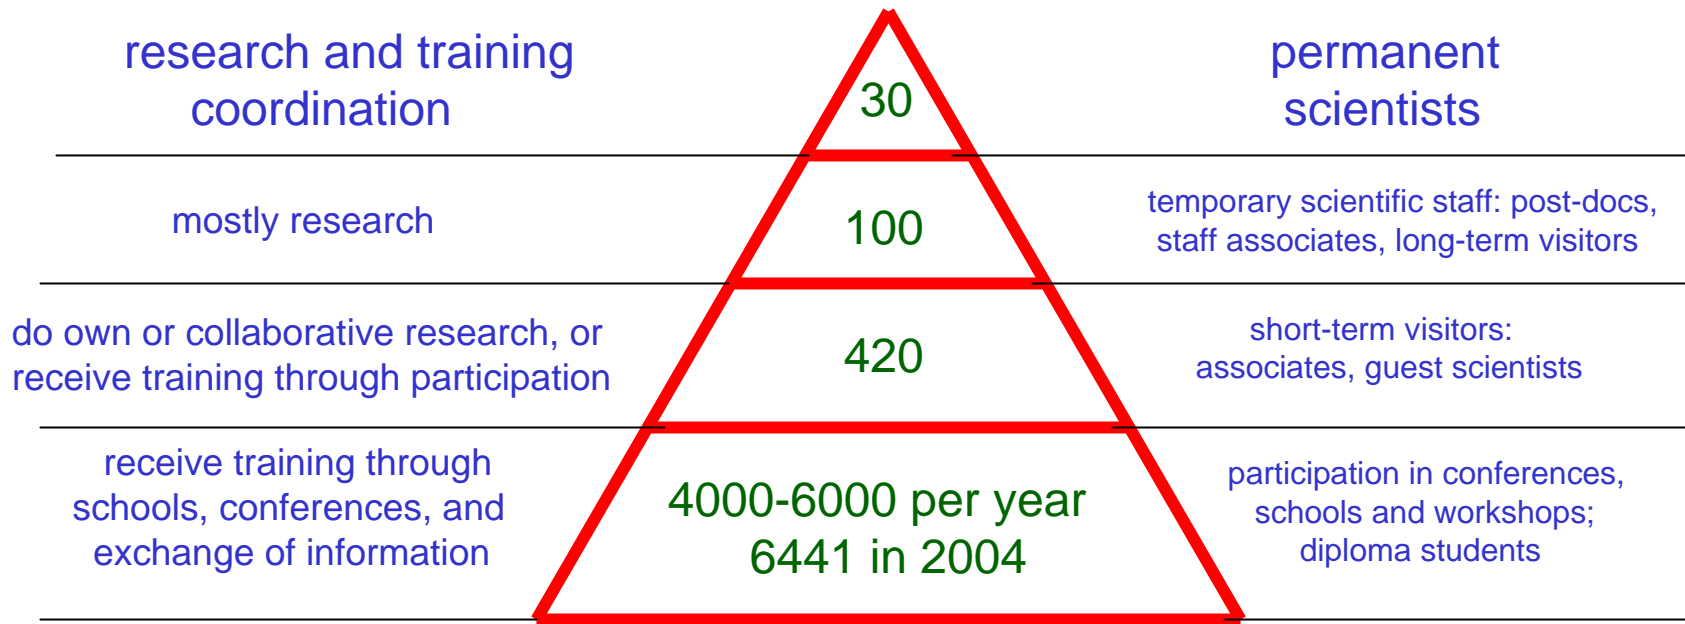 research and training
coordination
30
permanent
scientists
mostly research
100
temporary scientific staff: post-docs,
staff associates, long-term visitors
do own or collaborative research, or
receive training through participation
420
short-term visitors:
associates, guest scientists
receive training through
schools, conferences, and
exchange of information
4000-6000 per year
6441 in 2004
participation in conferences,
schools and workshops;
diploma students